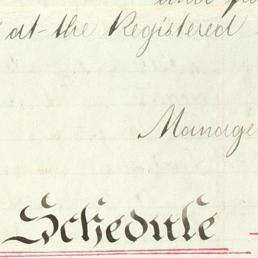 at the Registered
Manage
Schedule